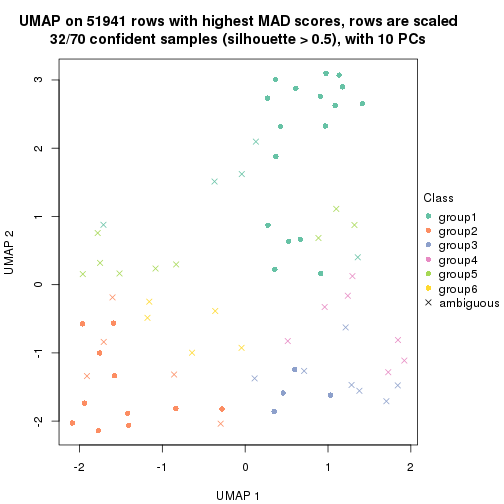 UMAP on 51941 rows with highest MAD scores, rows are scaled
32/70 confident samples (silhouette > 0.5), with 10 PCs
3
2
1
0
-1
-2
UMAP 2
-2
-1
0
1
2
UMAP 1
Class
group1
group2
group3
group4
group5
group6
ambiguous